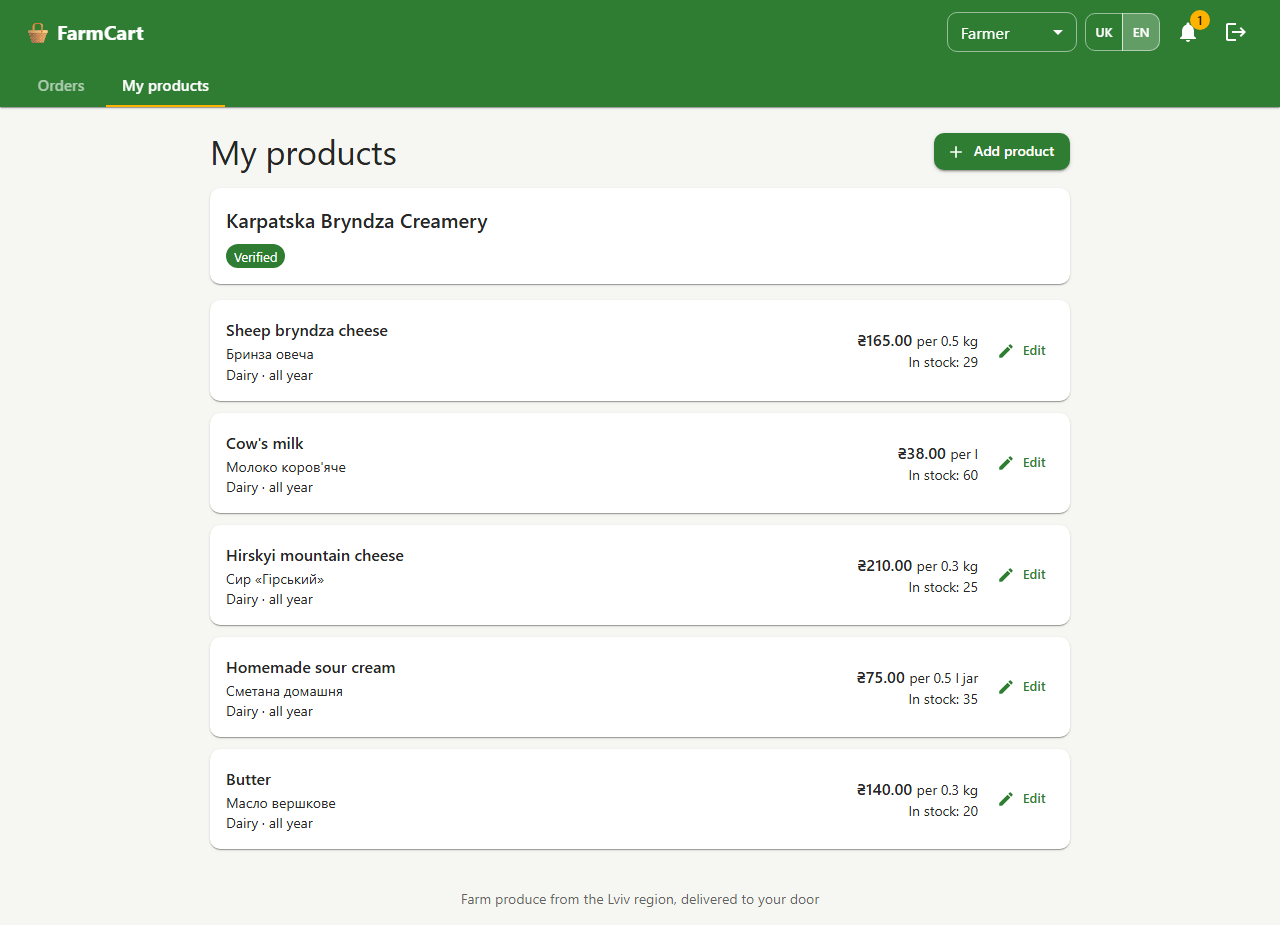 FarmCart
Farmer
UK EN
1
Orders My products
My products
Add product
Karpatska Bryndza Creamery
Verified
Sheep bryndza cheese
Бринза овеча
Dairy · all year
₴165.00 per 0.5 kg
In stock: 29
Edit
Cow's milk
Молоко коров'яче
Dairy · all year
₴38.00 per l
In stock: 60
Edit
Hirskyi mountain cheese
Сир «Гірський»
Dairy · all year
₴210.00 per 0.3 kg
In stock: 25
Edit
Homemade sour cream
Сметана домашня
Dairy · all year
₴75.00 per 0.5 l jar
In stock: 35
Edit
Butter
Масло вершкове
Dairy · all year
₴140.00 per 0.3 kg
In stock: 20
Edit
Farm produce from the Lviv region, delivered to your door